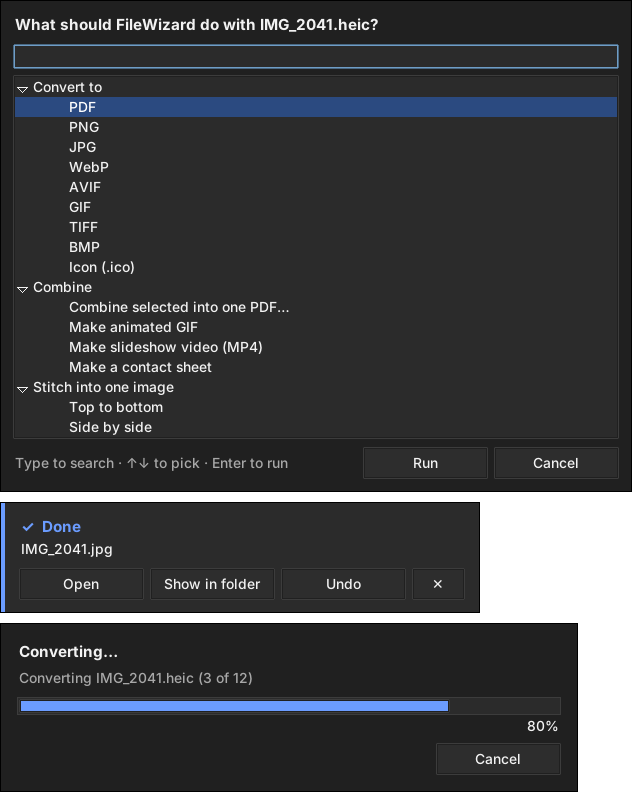 What should FileWizard do with IMG_2041.heic?
Convert to
PDF
PNG
JPG
WebP
AVIF
GIF
TIFF
BMP
Icon (.ico)
Combine
Combine selected into one PDF...
Make animated GIF
Make slideshow video (MP4)
Make a contact sheet
Stitch into one image
Top to bottom
Side by side
Type to search · ↑↓ to pick · Enter to run
Run
Cancel
✓ Done
IMG_2041.jpg
Open
Show in folder
Undo
✕
Converting...
Converting IMG_2041.heic (3 of 12)
80%
Cancel